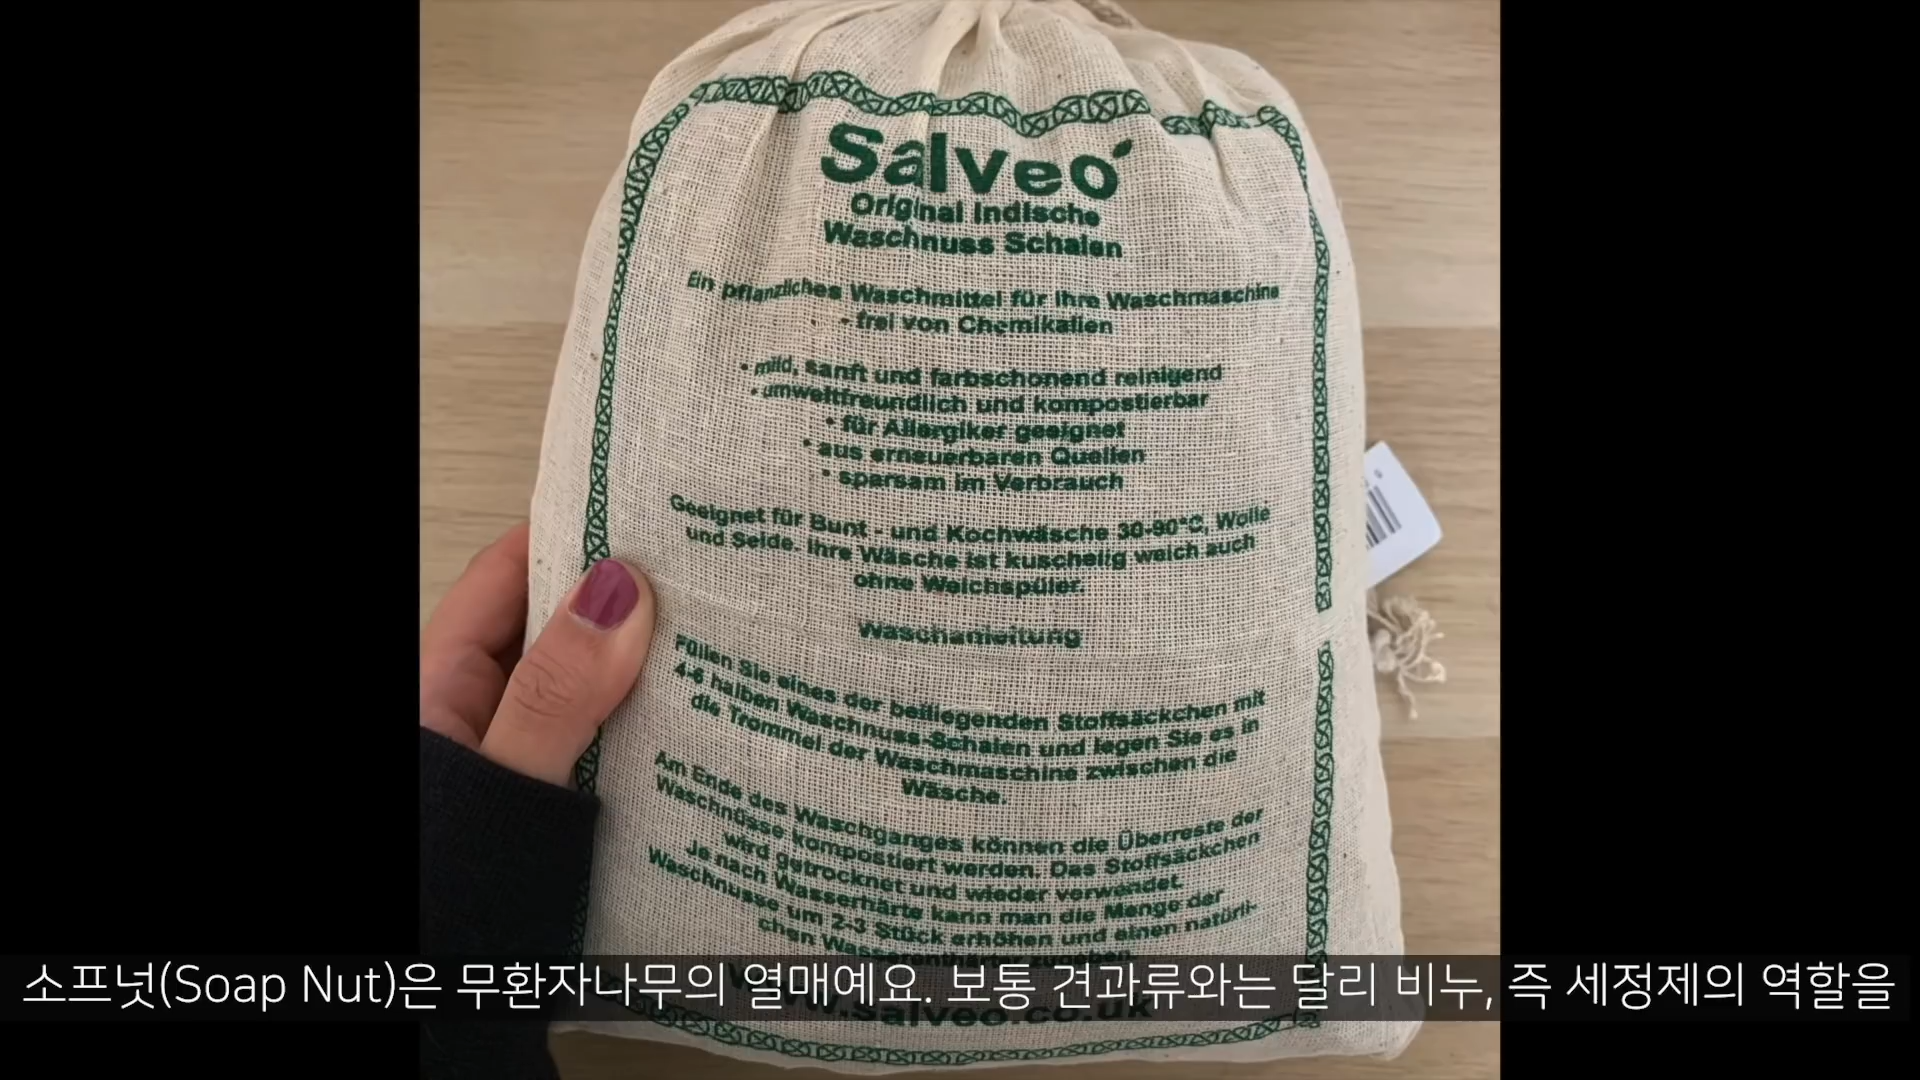 Salveo
Original Indische
Waschnuss Schalen
Ein pflanzliches Waschmittel für Ihre Waschmaschine
- frei von Chemikalien
• mild, sanft und farbschonend reinigend
• umweltfreundlich und kompostierbar
• für Allergiker geeignet
• aus erneuerbaren Quellen
• sparsam im Verbrauch
Geeignet für Bunt - und Kochwäsche 30-90°C, Wolle
und Seide. Ihre Wäsche ist kuschelig weich auch
ohne Weichspüler.
Waschanleitung
Füllen Sie eines der beiliegenden Stoffsäckchen mit
4-6 halben Waschnuss-Schalen und legen Sie es in
die Trommel der Waschmaschine zwischen die
Wäsche.
Am Ende des Waschganges können die Überreste der
Waschnüsse kompostiert werden. Das Stoffsäckchen
wird getrocknet und wieder verwendet.
Je nach Wasserhärte kann man die Menge der
Waschnüsse um 2-3 Stück erhöhen und einen natürli-
chen
www.salveo.co.uk
소프넛(Soap Nut)은 무환자나무의 열매예요. 보통 견과류와는 달리 비누, 즉 세정제의 역할을